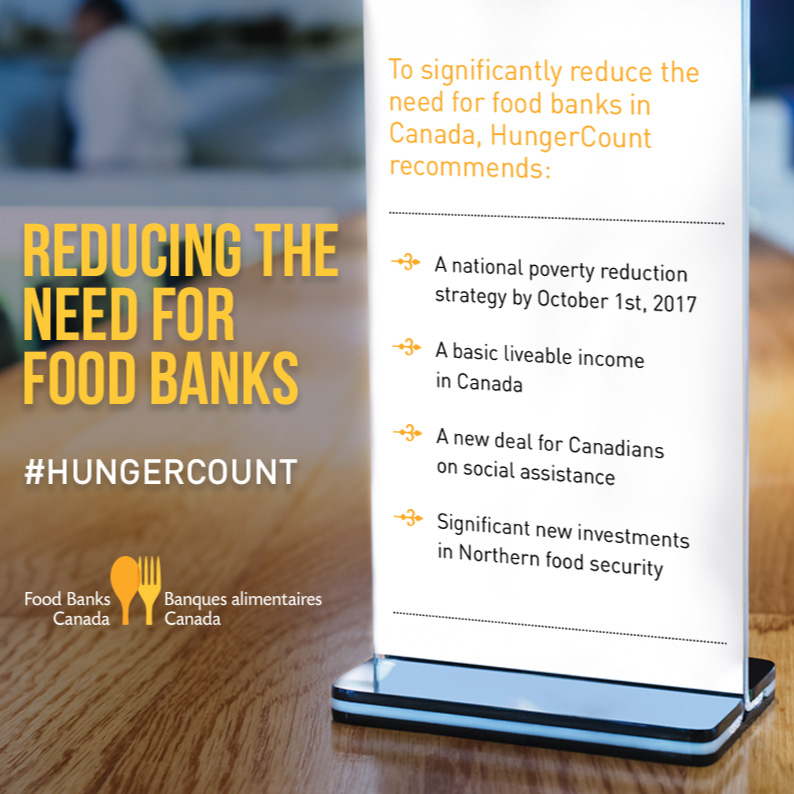 REDUCING THE
NEED FOR
FOOD BANKS
#HUNGERCOUNT
Food Banks
Canada
Banques alimentaires
Canada
To significantly reduce the
need for food banks in
Canada, HungerCount
recommends:
A national poverty reduction
strategy by October 1st, 2017
A basic liveable income
in Canada
A new deal for Canadians
on social assistance
Significant new investments
in Northern food security